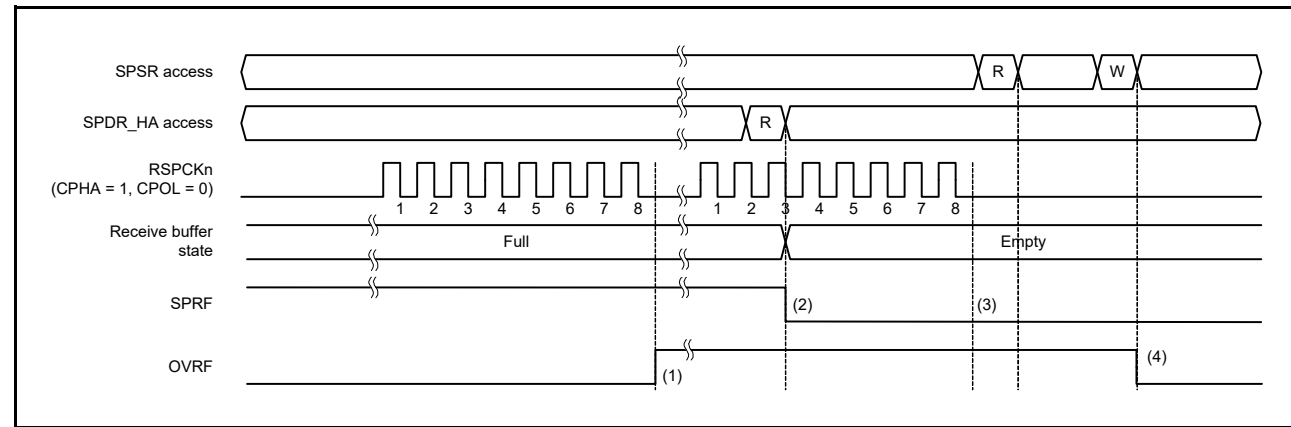 SPSR access
R
W
SPDR_HA access
R
RSPCKn
(CPHA = 1, CPOL = 0)
1 2 3 4 5 6 7 8 1 2 3 4 5 6 7 8
Receive buffer
state
Full
Empty
SPRF
(2)
(3)
OVRF
(1)
(4)